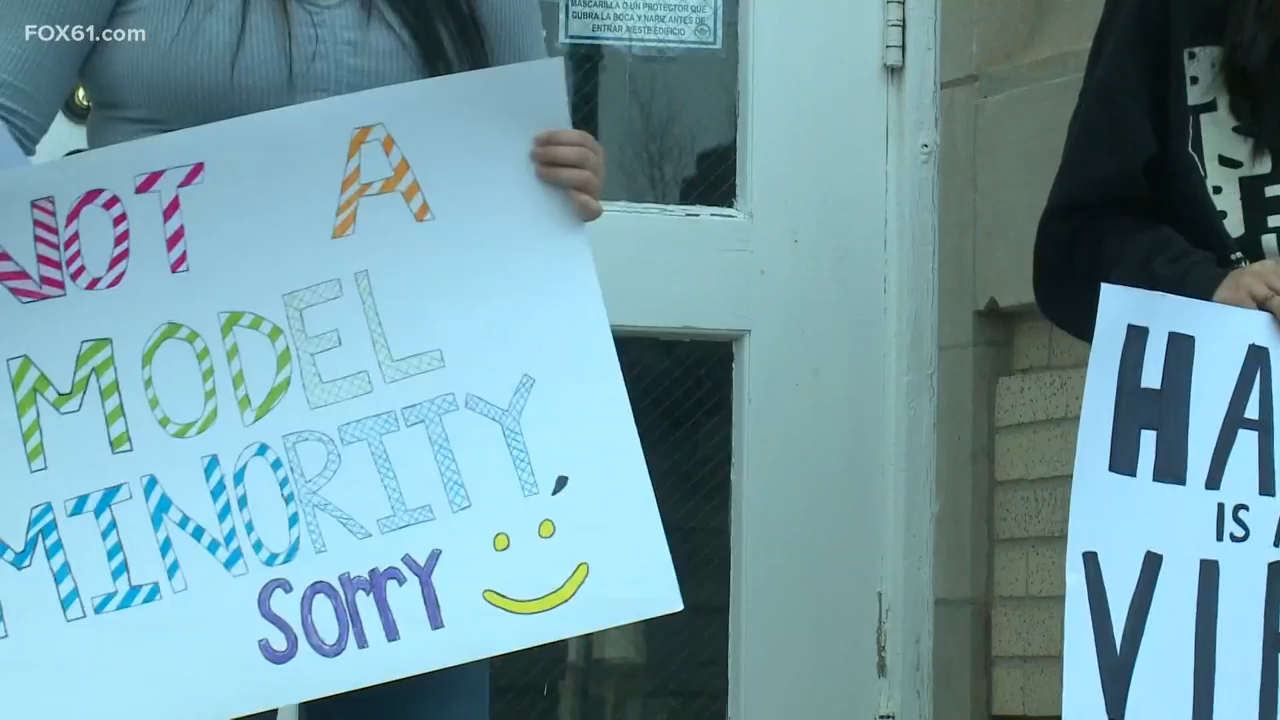 FOX61.com
MASCARILLA O UN PROTECTOR QUE
CUBRA LA BOCA Y NARIZ ANTES DE
ENTRAR A ESTE EDIFICIO
NOT A
MODEL
MINORITY,
sorry
HA
IS A
VI